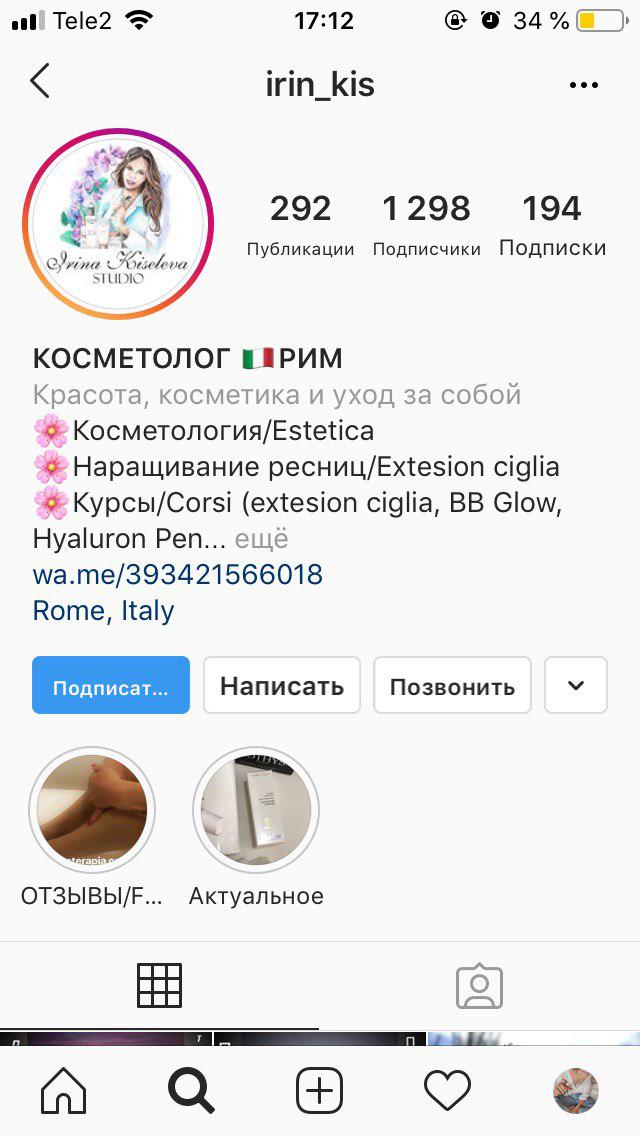 Tele2 17:12 34 %
irin_kis
292 1 298 194
Публикации Подписчики Подписки
Irina Kiseleva
STUDIO
КОСМЕТОЛОГ 🇮🇹РИМ
Красота, косметика и уход за собой
🌸Косметология/Estetica
🌸Наращивание ресниц/Extesion ciglia
🌸Курсы/Corsi (extesion ciglia, BB Glow,
Hyaluron Pen... ещё
wa.me/393421566018
Rome, Italy
Подписат... Написать Позвонить
ОТЗЫВЫ/F... Актуальное